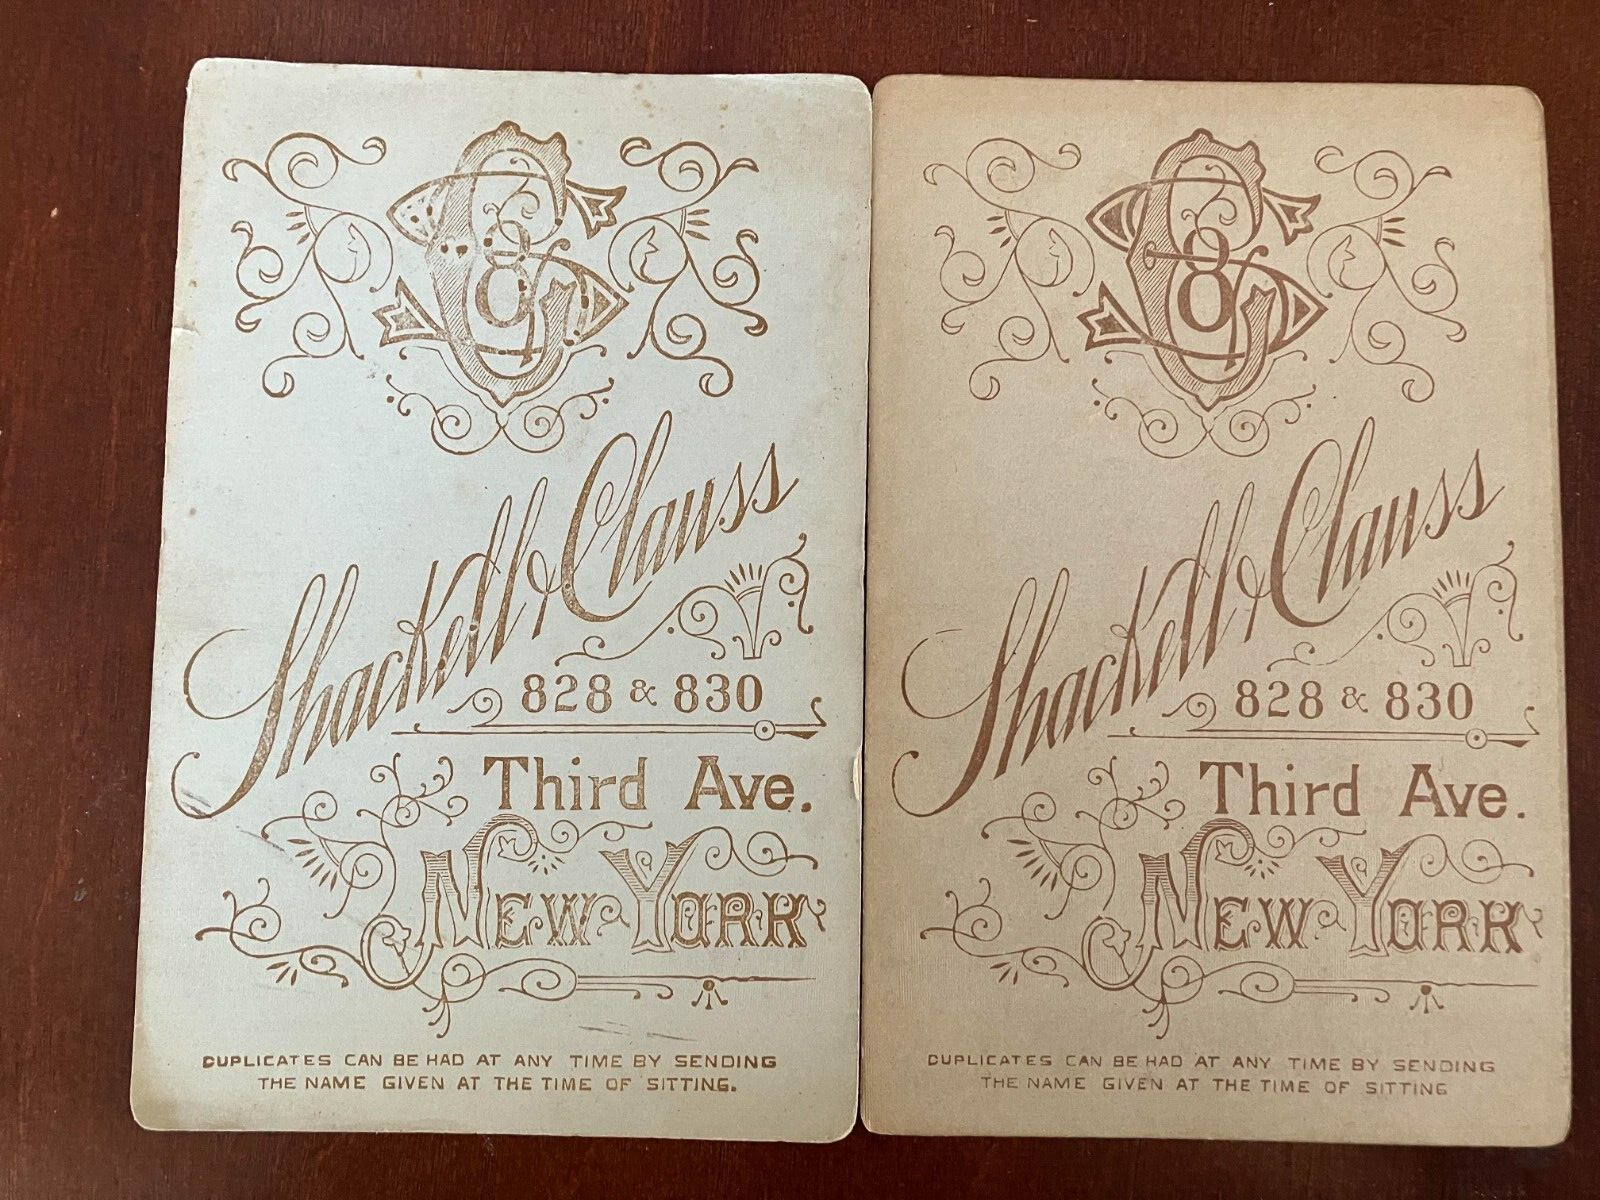 S & C
Shackell & Clauss
828 & 830
Third Ave.
New York
DUPLICATES CAN BE HAD AT ANY TIME BY SENDING
THE NAME GIVEN AT THE TIME OF SITTING.
S & C
Shackell & Clauss
828 & 830
Third Ave.
New York
DUPLICATES CAN BE HAD AT ANY TIME BY SENDING
THE NAME GIVEN AT THE TIME OF SITTING